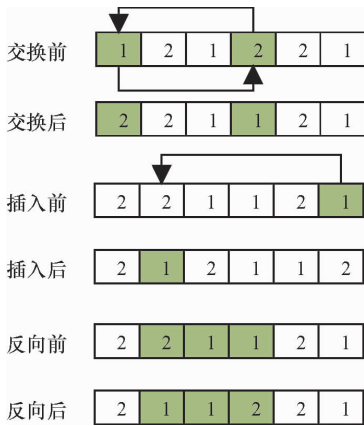 交换前 1 2 1 2 2 1
交换后 2 2 1 1 2 1
插入前 2 2 1 1 2 1
插入后 2 1 2 1 1 2
反向前 2 2 1 1 2 1
反向后 2 1 1 2 2 1